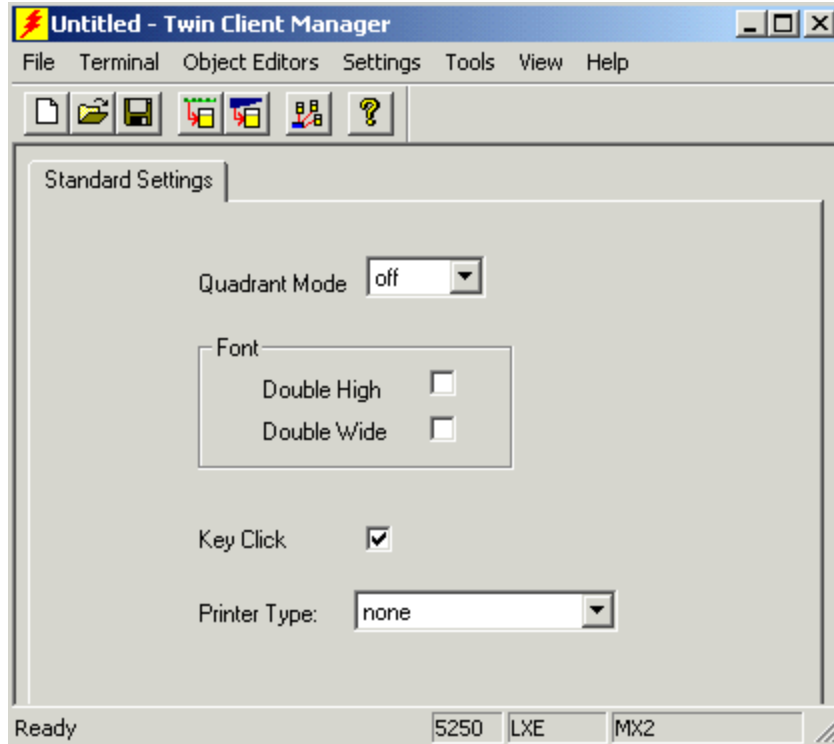 Untitled - Twin Client Manager
File Terminal Object Editors Settings Tools View Help
Standard Settings
Quadrant Mode off
Font
Double High
Double Wide
Key Click
Printer Type: none
Ready 5250 LXE MX2